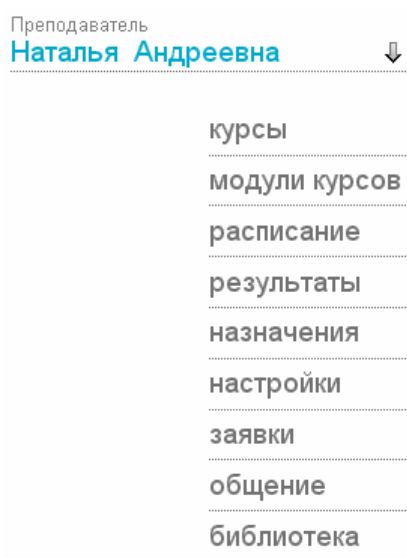 Преподаватель
Наталья Андреевна
курсы
модули курсов
расписание
результаты
назначения
настройки
заявки
общение
библиотека